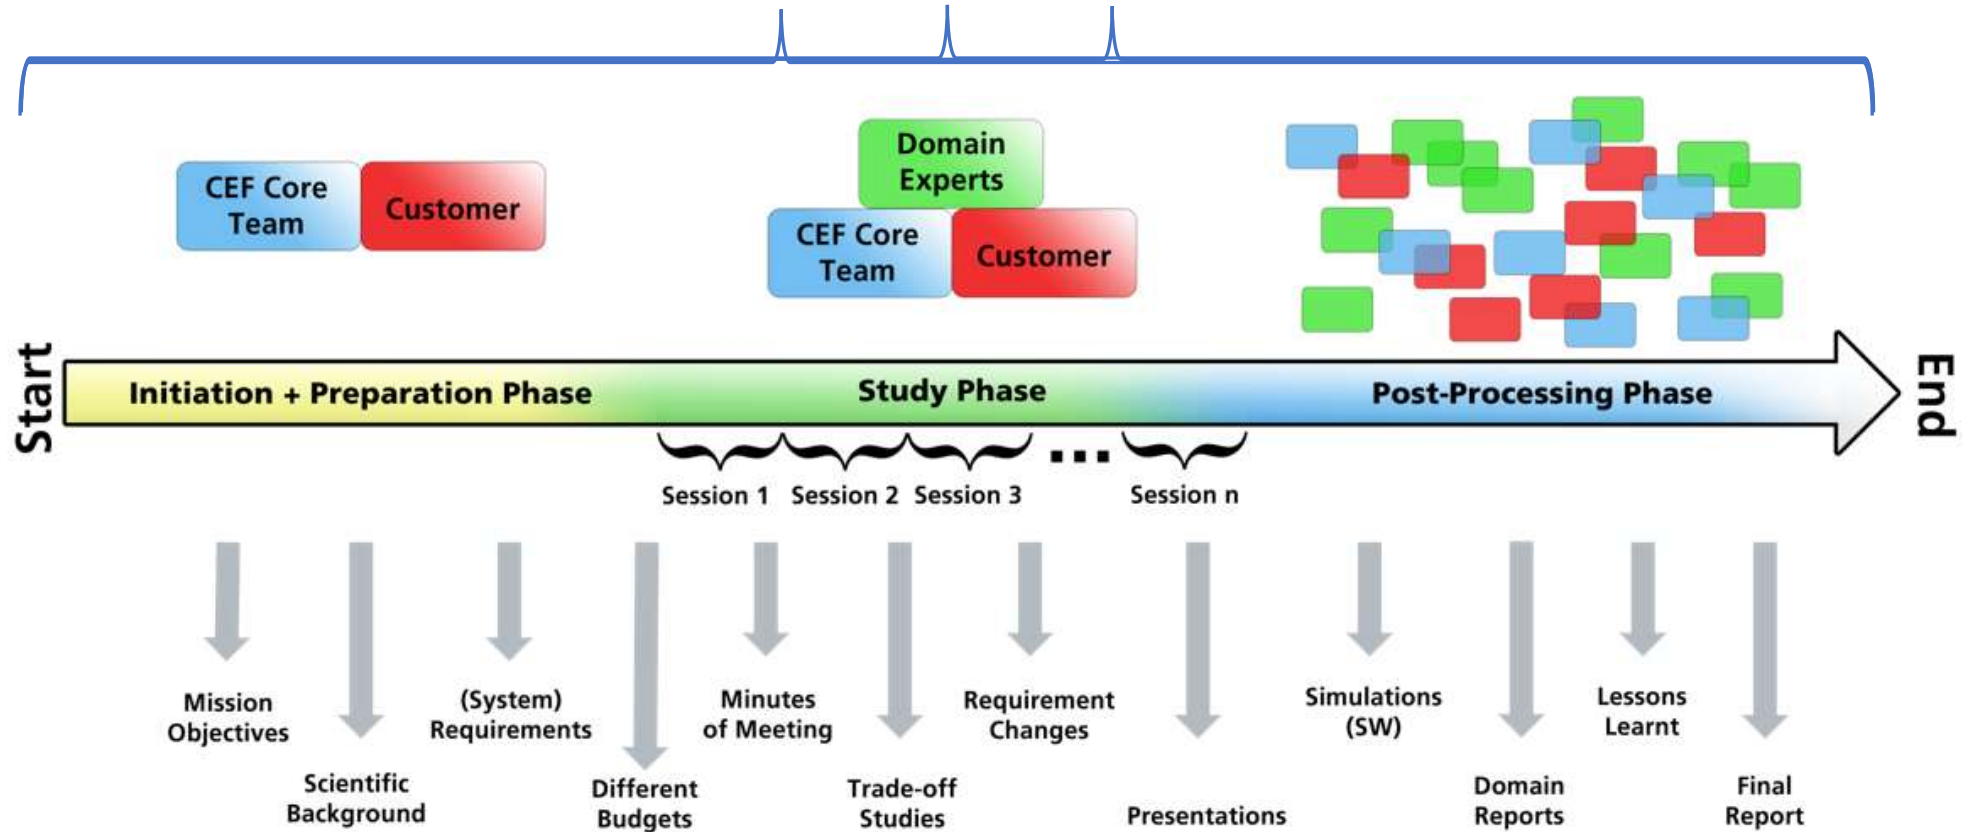 Domain
Experts
CEF Core
Team
Customer
CEF Core
Team
Customer
Start
Initiation + Preparation Phase
Study Phase
Post-Processing Phase
End
Session 1
Session 2
Session 3
...
Session n
Mission
Objectives
Scientific
Background
(System)
Requirements
Different
Budgets
Minutes
of Meeting
Trade-off
Studies
Requirement
Changes
Presentations
Simulations
(SW)
Domain
Reports
Lessons
Learnt
Final
Report